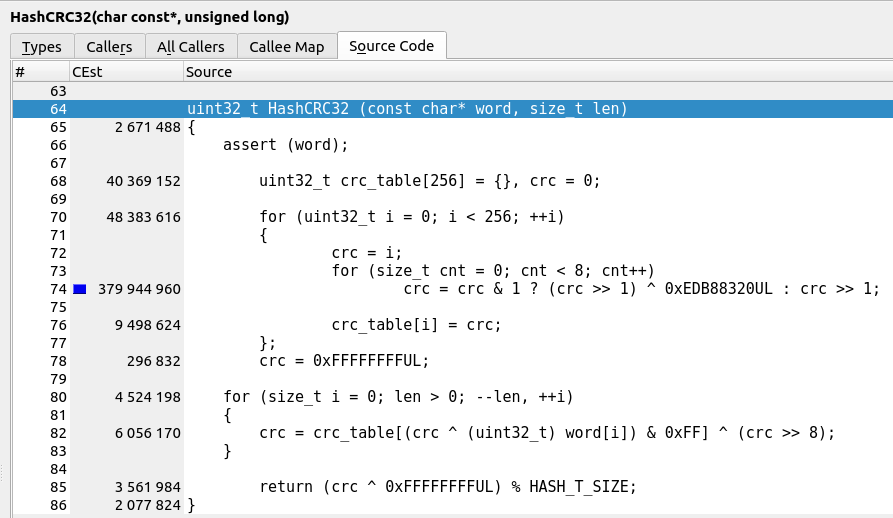 HashCRC32(char const*, unsigned long)
Types Callers All Callers Callee Map Source Code
# CEst Source
63
64 uint32_t HashCRC32 (const char* word, size_t len)
65 2 671 488 {
66 assert (word);
67
68 40 369 152 uint32_t crc_table[256] = {}, crc = 0;
69
70 48 383 616 for (uint32_t i = 0; i < 256; ++i)
71 {
72 crc = i;
73 for (size_t cnt = 0; cnt < 8; cnt++)
74 379 944 960 crc = crc & 1 ? (crc >> 1) ^ 0xEDB88320UL : crc >> 1;
75
76 9 498 624 crc_table[i] = crc;
77 };
78 296 832 crc = 0xFFFFFFFFUL;
79
80 4 524 198 for (size_t i = 0; len > 0; --len, ++i)
81 {
82 6 056 170 crc = crc_table[(crc ^ (uint32_t) word[i]) & 0xFF] ^ (crc >> 8);
83 }
84
85 3 561 984 return (crc ^ 0xFFFFFFFFUL) % HASH_T_SIZE;
86 2 077 824 }